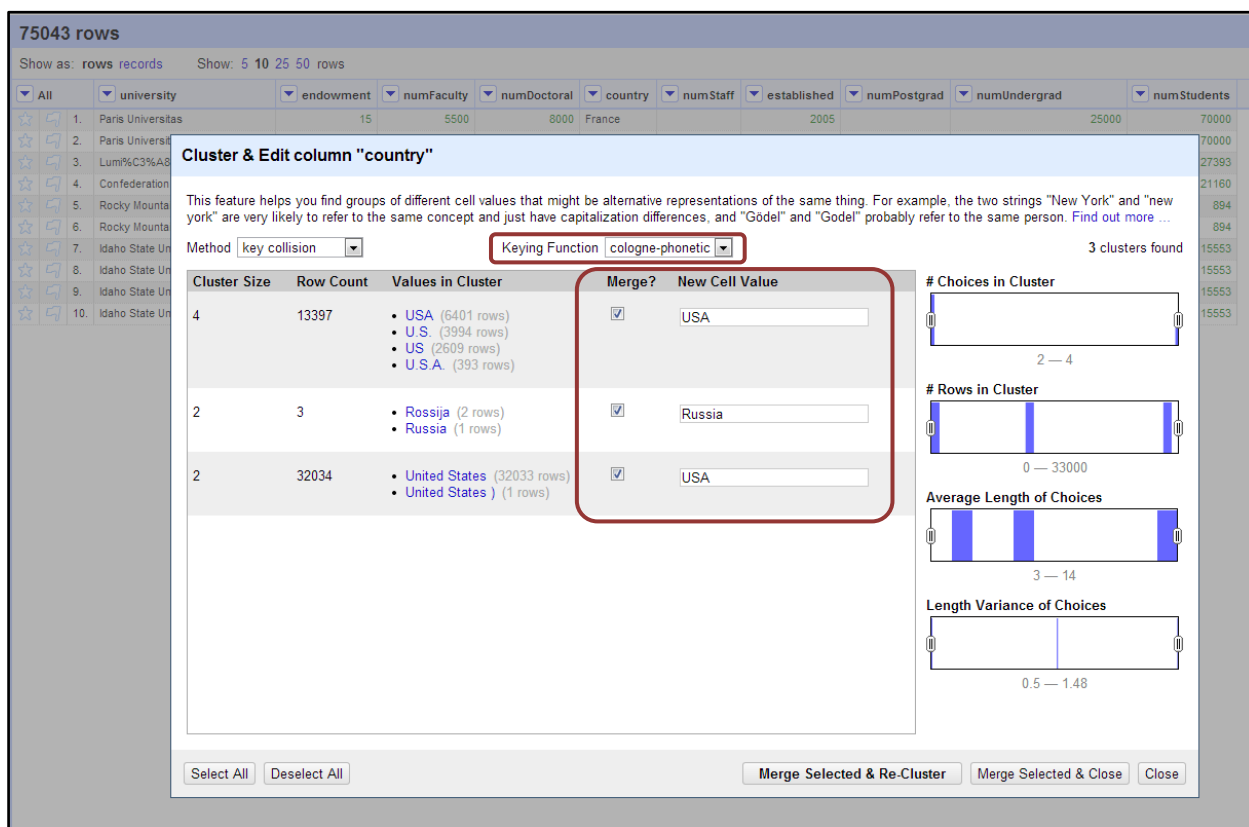 75043 rows
Show as: rows records Show: 5 10 25 50 rows
All university endowment numFaculty numDoctoral country numStaff established numPostgrad numUndergrad numStudents
1. Paris Universitas 15 5500 8000 France 2005 25000 70000
2. Paris Universit 70000
3. Lumi%C3%A8 27393
4. Confederation 21160
5. Rocky Mounta 894
6. Rocky Mounta 894
7. Idaho State Un 15553
8. Idaho State Un 15553
9. Idaho State Un 15553
10. Idaho State Un 15553
Cluster & Edit column "country"
This feature helps you find groups of different cell values that might be alternative representations of the same thing. For example, the two strings "New York" and "new
york" are very likely to refer to the same concept and just have capitalization differences, and "Gödel" and "Godel" probably refer to the same person. Find out more ...
Method key collision Keying Function cologne-phonetic 3 clusters found
Cluster Size Row Count Values in Cluster Merge? New Cell Value
4 13397 • USA (6401 rows) USA
• U.S. (3994 rows)
• US (2609 rows)
• U.S.A. (393 rows)
2 3 • Rossija (2 rows) Russia
• Russia (1 rows)
2 32034 • United States (32033 rows) USA
• United States ) (1 rows)
# Choices in Cluster
2 — 4
# Rows in Cluster
0 — 33000
Average Length of Choices
3 — 14
Length Variance of Choices
0.5 — 1.48
Select All Deselect All Merge Selected & Re-Cluster Merge Selected & Close Close